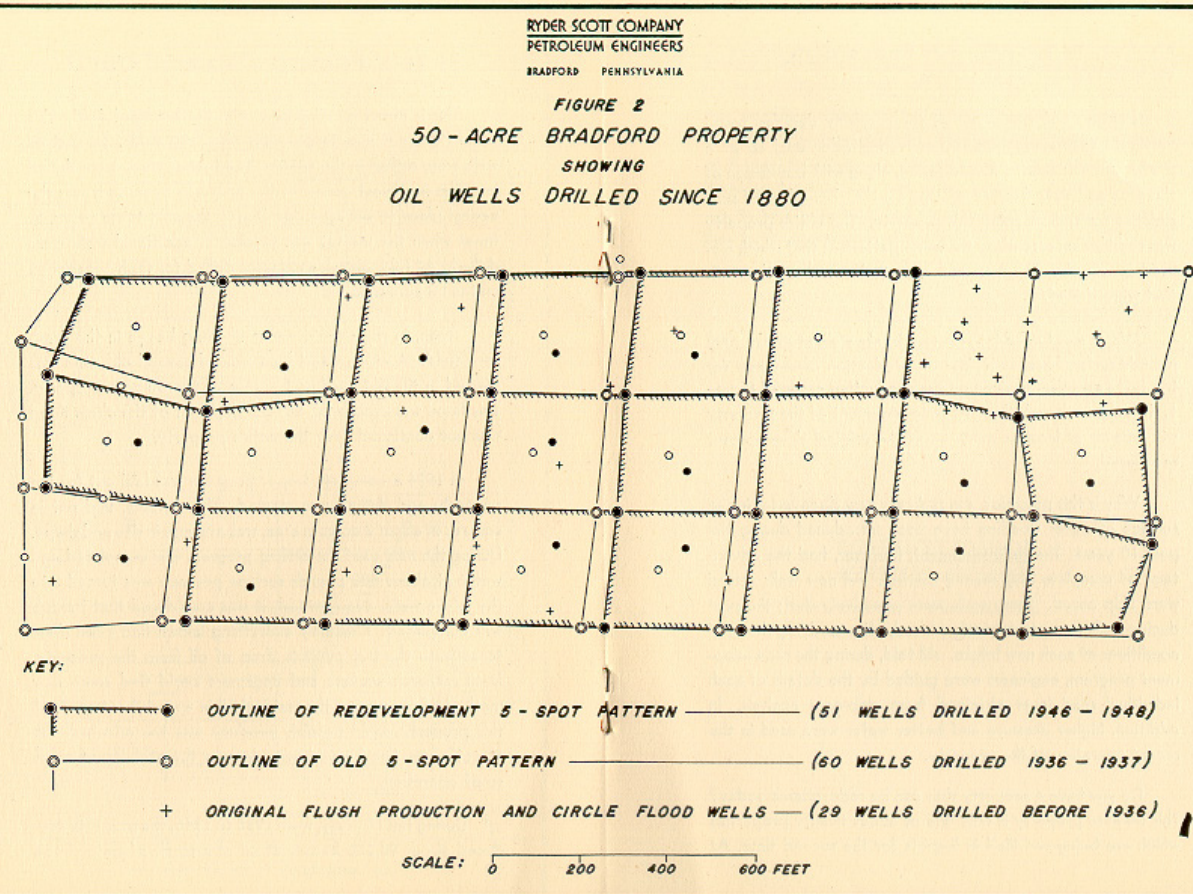 RYDER SCOTT COMPANY
PETROLEUM ENGINEERS
BRADFORD PENNSYLVANIA
FIGURE 2
50-ACRE BRADFORD PROPERTY
SHOWING
OIL WELLS DRILLED SINCE 1880
KEY:
OUTLINE OF REDEVELOPMENT 5-SPOT PATTERN (51 WELLS DRILLED 1946-1948)
OUTLINE OF OLD 5-SPOT PATTERN (60 WELLS DRILLED 1936-1937)
ORIGINAL FLUSH PRODUCTION AND CIRCLE FLOOD WELLS (29 WELLS DRILLED BEFORE 1936)
SCALE: 0 200 400 600 FEET